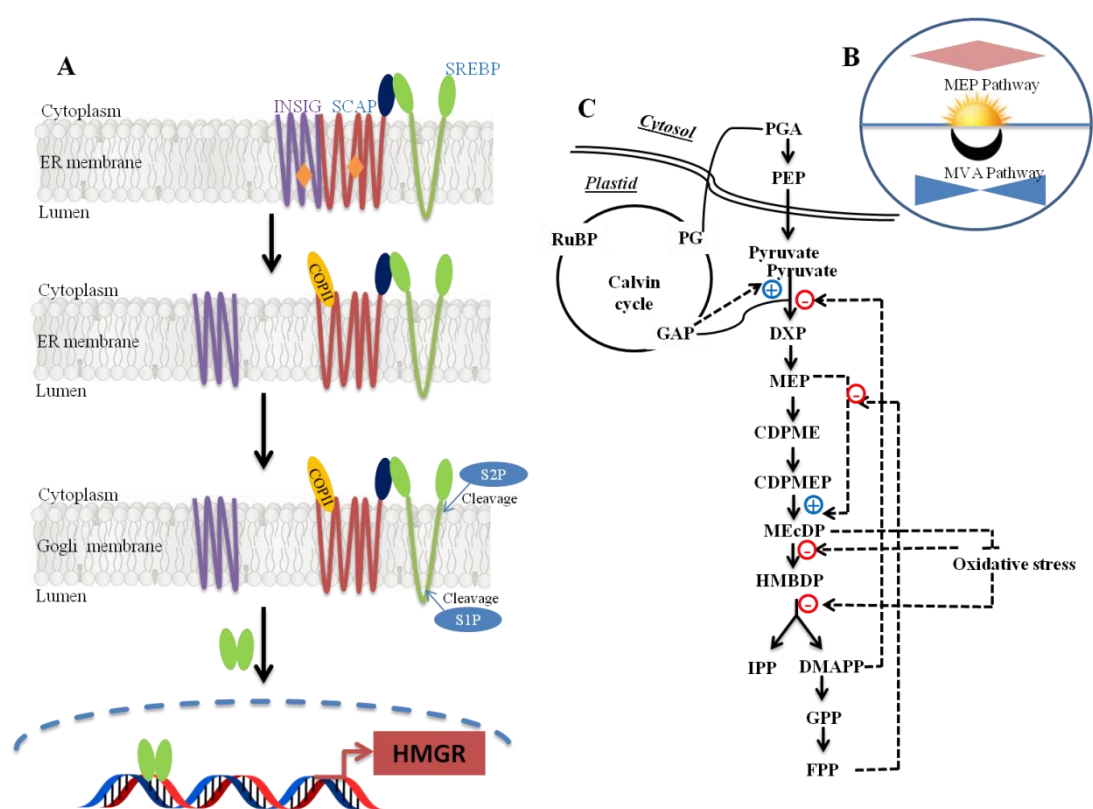 A
SREBP
INSIG
SCAP
Cytoplasm
ER membrane
Lumen
COPII
Cytoplasm
ER membrane
Lumen
COPII
S2P
Cleavage
Cytoplasm
Gogli membrane
Lumen
Cleavage
S1P
HMGR
B
MEP Pathway
MVA Pathway
C
Cytosol
Plastid
PGA
PEP
RuBP
PG
Calvin
cycle
GAP
Pyruvate
Pyruvate
+
-
DXP
MEP
-
CDPME
CDPMEP
+
MEcDP
-
Oxidative stress
HMBDP
-
IPP
DMAPP
GPP
FPP